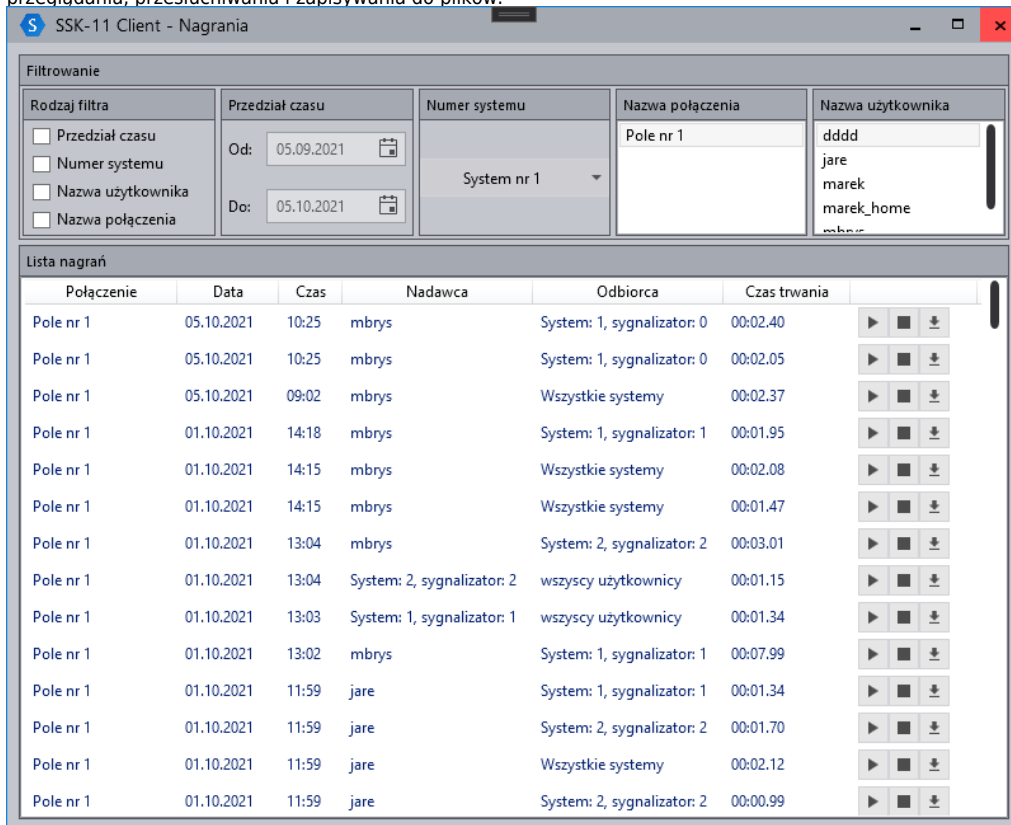 przeglądania, przesłuchiwania i zapisywania do plików.
S SSK-11 Client - Nagrania
Filtrowanie
Rodzaj filtra
Przedział czasu
Numer systemu
Nazwa użytkownika
Nazwa połączenia
Przedział czasu
Od: 05.09.2021
Do: 05.10.2021
Numer systemu
System nr 1
Nazwa połączenia
Pole nr 1
Nazwa użytkownika
dddd
jare
marek
marek_home
mbrys
Lista nagrań
Połączenie Data Czas Nadawca Odbiorca Czas trwania
Pole nr 1 05.10.2021 10:25 mbrys System: 1, sygnalizator: 0 00:02.40
Pole nr 1 05.10.2021 10:25 mbrys System: 1, sygnalizator: 0 00:02.05
Pole nr 1 05.10.2021 09:02 mbrys Wszystkie systemy 00:02.37
Pole nr 1 01.10.2021 14:18 mbrys System: 1, sygnalizator: 1 00:01.95
Pole nr 1 01.10.2021 14:15 mbrys Wszystkie systemy 00:02.08
Pole nr 1 01.10.2021 14:15 mbrys Wszystkie systemy 00:01.47
Pole nr 1 01.10.2021 13:04 mbrys System: 2, sygnalizator: 2 00:03.01
Pole nr 1 01.10.2021 13:04 System: 2, sygnalizator: 2 wszyscy użytkownicy 00:01.15
Pole nr 1 01.10.2021 13:03 System: 1, sygnalizator: 1 wszyscy użytkownicy 00:01.34
Pole nr 1 01.10.2021 13:02 mbrys System: 1, sygnalizator: 1 00:07.99
Pole nr 1 01.10.2021 11:59 jare System: 1, sygnalizator: 1 00:01.34
Pole nr 1 01.10.2021 11:59 jare System: 2, sygnalizator: 2 00:01.70
Pole nr 1 01.10.2021 11:59 jare Wszystkie systemy 00:02.12
Pole nr 1 01.10.2021 11:59 jare System: 2, sygnalizator: 2 00:00.99